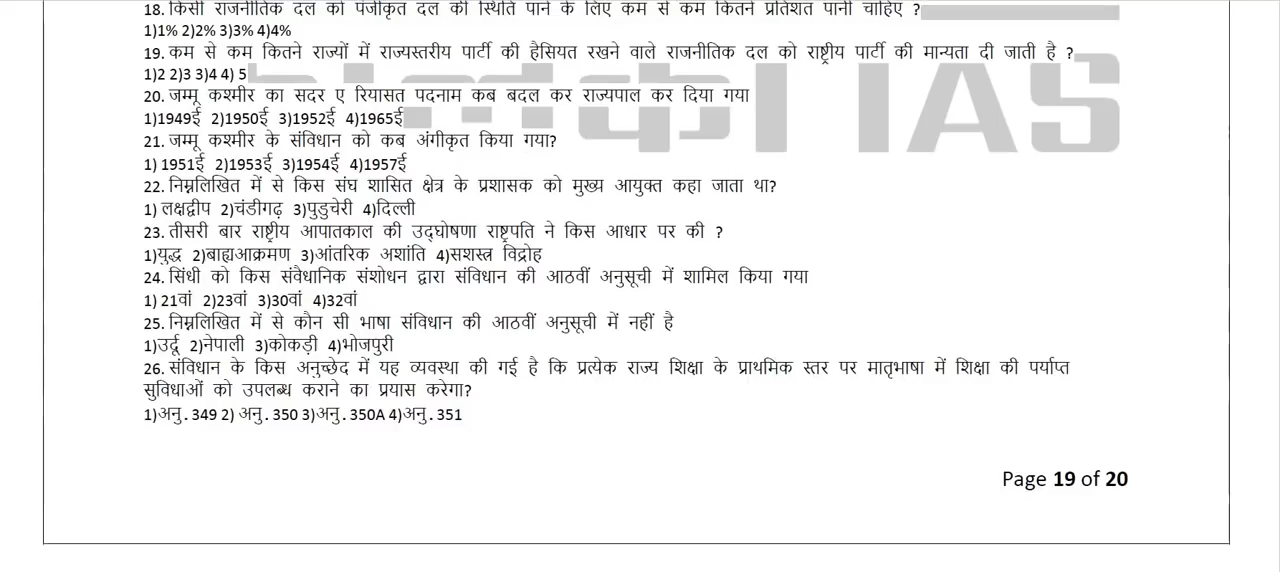 18. किसी राजनीतिक दल को पंजीकृत दल की स्थिति पाने के लिए कम से कम कितने प्रतिशत पानी चाहिए ?
1)1% 2)2% 3)3% 4)4%
19. कम से कम कितने राज्यों में राज्यस्तरीय पार्टी की हैसियत रखने वाले राजनीतिक दल को राष्ट्रीय पार्टी की मान्यता दी जाती है ?
1)2 2)3 3)4 4) 5
20. जम्मू कश्मीर का सदर ए रियासत पदनाम कब बदल कर राज्यपाल कर दिया गया
1)1949ई 2)1950ई 3)1952ई 4)1965ई
21. जम्मू कश्मीर के संविधान को कब अंगीकृत किया गया?
1) 1951ई 2)1953ई 3)1954ई 4)1957ई
22. निम्नलिखित में से किस संघ शासित क्षेत्र के प्रशासक को मुख्य आयुक्त कहा जाता था?
1) लक्षद्वीप 2)चंडीगढ़ 3)पुडुचेरी 4)दिल्ली
23. तीसरी बार राष्ट्रीय आपातकाल की उद्घोषणा राष्ट्रपति ने किस आधार पर की ?
1)युद्ध 2)बाह्यआक्रमण 3)आंतरिक अशांति 4)सशस्त्र विद्रोह
24. सिंधी को किस संवैधानिक संशोधन द्वारा संविधान की आठवीं अनुसूची में शामिल किया गया
1) 21वां 2)23वां 3)30वां 4)32वां
25. निम्नलिखित में से कौन सी भाषा संविधान की आठवीं अनुसूची में नहीं है
1)उर्दू 2)नेपाली 3)कोकड़ी 4)भोजपुरी
26. संविधान के किस अनुच्छेद में यह व्यवस्था की गई है कि प्रत्येक राज्य शिक्षा के प्राथमिक स्तर पर मातृभाषा में शिक्षा की पर्याप्त
सुविधाओं को उपलब्ध कराने का प्रयास करेगा?
1)अनु. 349 2) अनु. 350 3)अनु. 350A 4)अनु. 351
IAS
Page 19 of 20